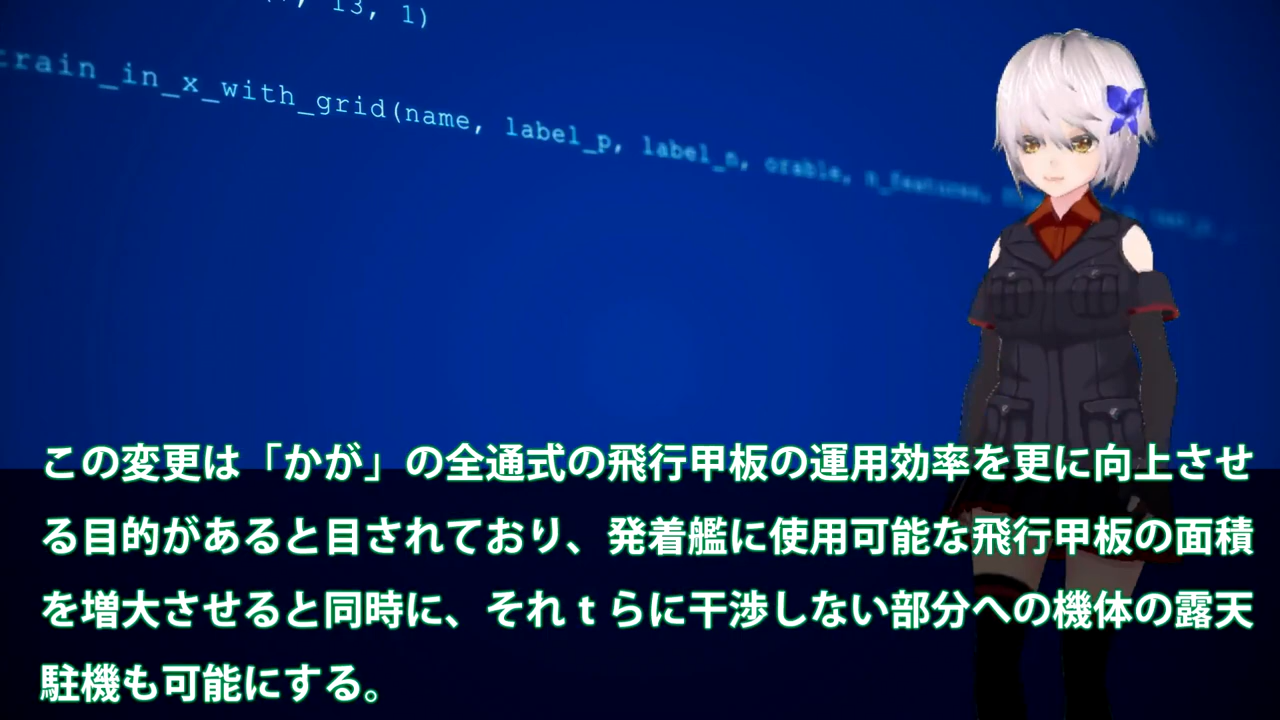 , 13, 1)
train_in_x_with_grid(name, label_p, label_n, orable, n_features,
この変更は「かが」の全通式の飛行甲板の運用効率を更に向上させ
る目的があると目されており、発着艦に使用可能な飛行甲板の面積
を増大させると同時に、それｔらに干渉しない部分への機体の露天
駐機も可能にする。